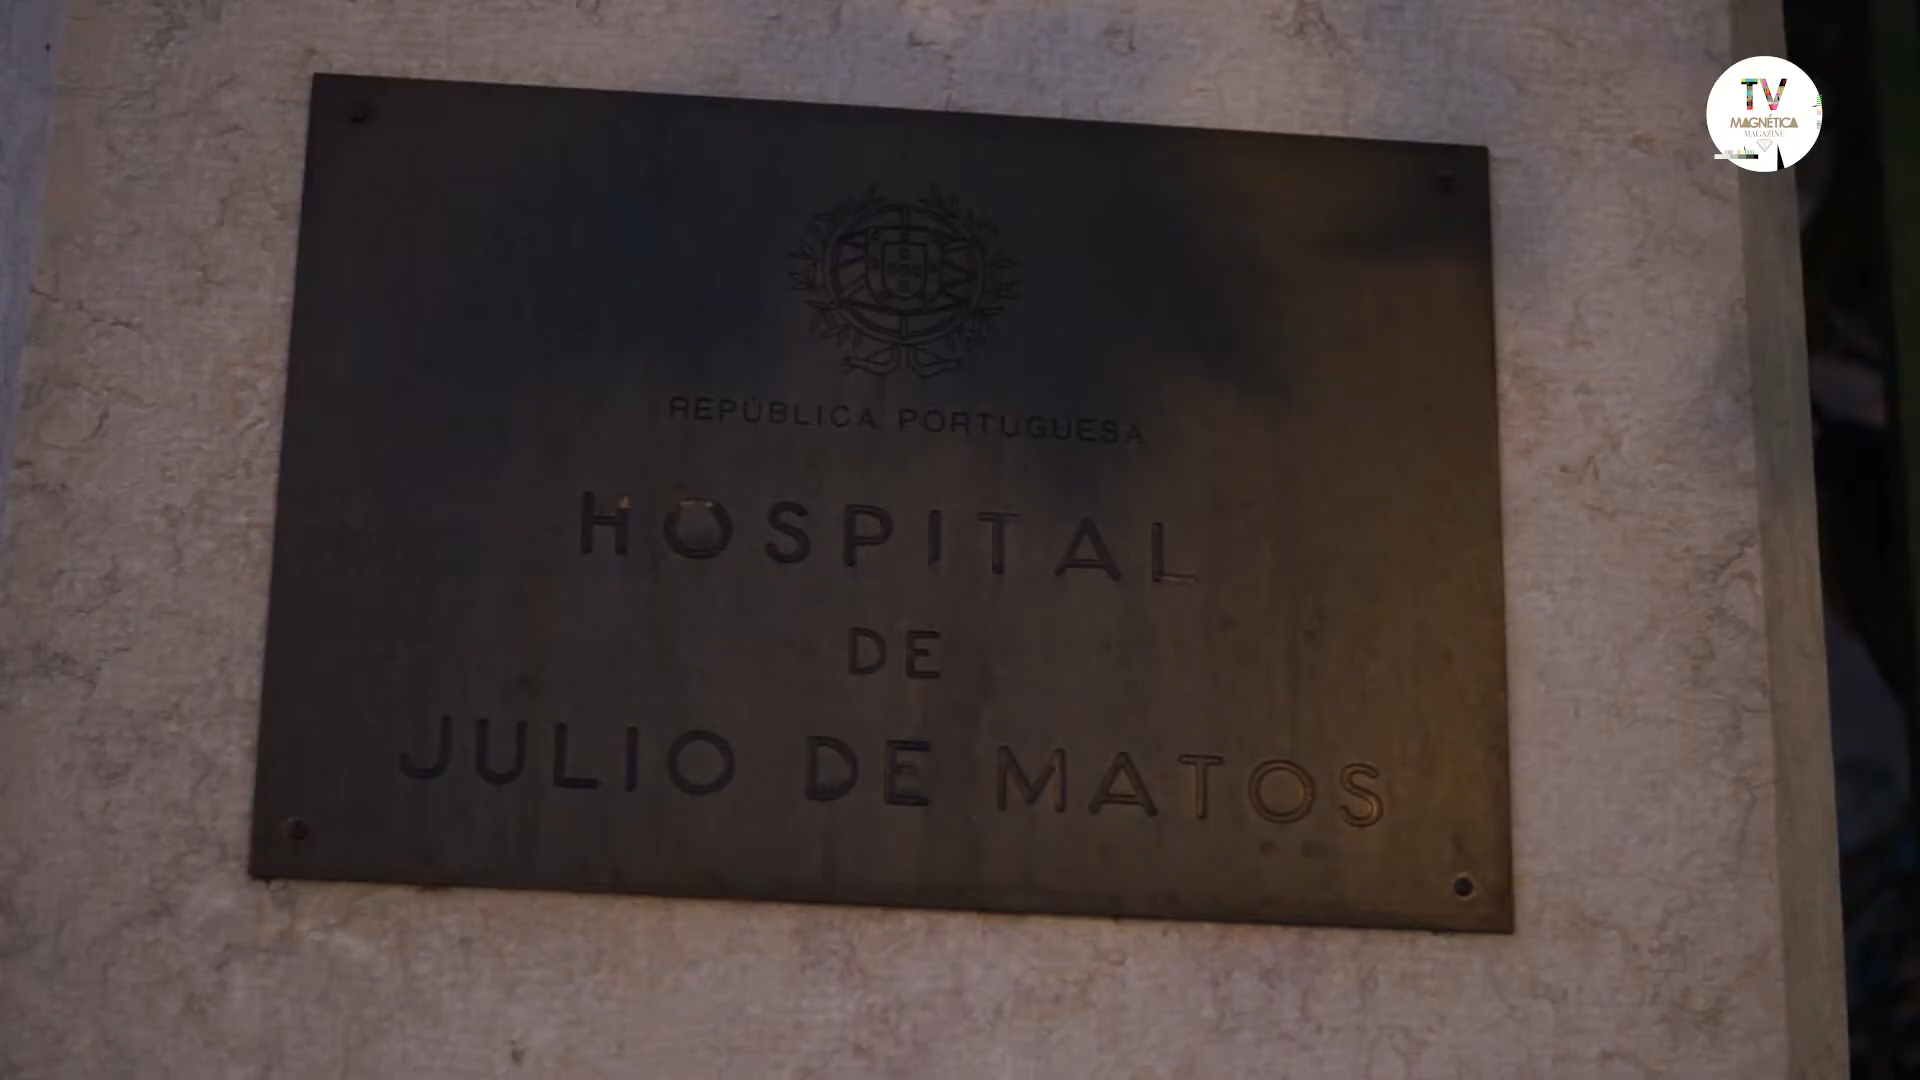 TV
MAGNÉTICA
MAGAZINE
REPÚBLICA PORTUGUESA
HOSPITAL
DE
JULIO DE MATOS